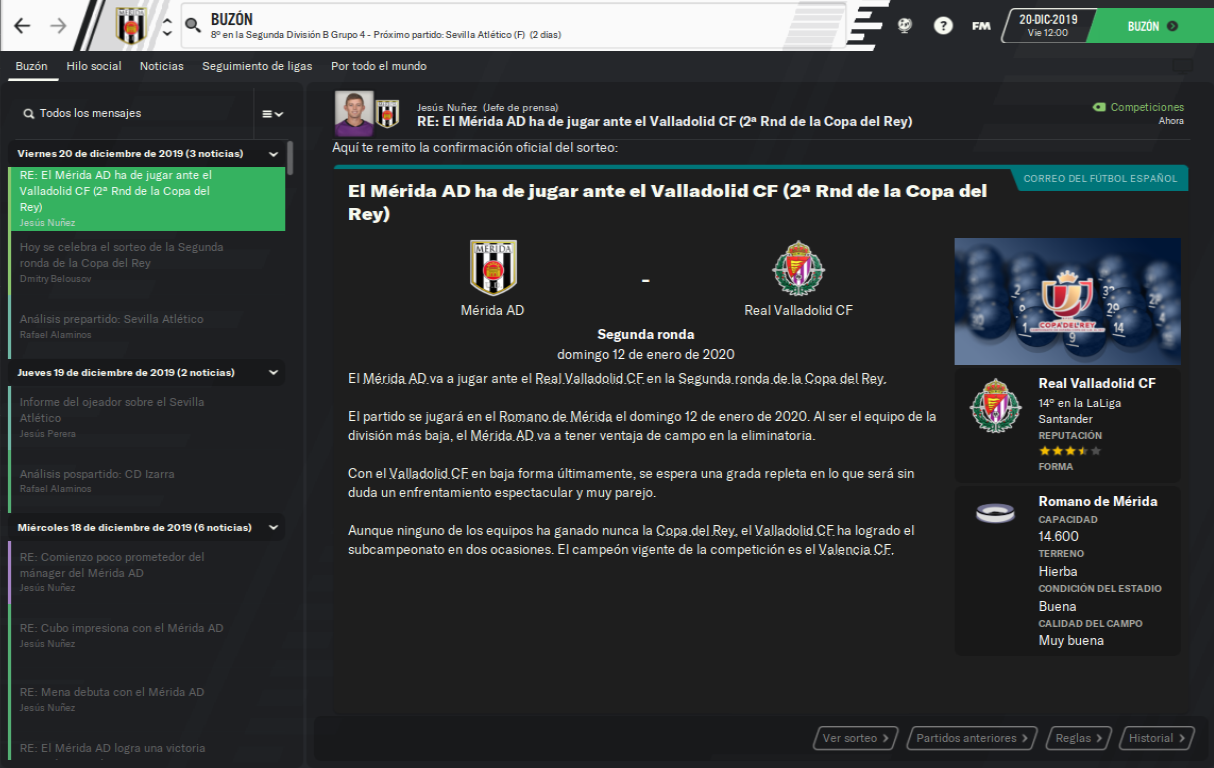 BUZÓN
8º en la Segunda División B Grupo 4 - Próximo partido: Sevilla Atlético (F) (2 días)
?
FM
20-DIC-2019
Vie 12:00
BUZÓN
Buzón Hilo social Noticias Seguimiento de ligas Por todo el mundo
Todos los mensajes
Viernes 20 de diciembre de 2019 (3 noticias)
RE: El Mérida AD ha de jugar ante el
Valladolid CF (2ª Rnd de la Copa del
Rey)
Jesús Nuñez
Hoy se celebra el sorteo de la Segunda
ronda de la Copa del Rey
Dmitry Belousov
Análisis prepartido: Sevilla Atlético
Rafael Alaminos
Jueves 19 de diciembre de 2019 (2 noticias)
Informe del ojeador sobre el Sevilla
Atlético
Jesús Perera
Análisis pospartido: CD Izarra
Rafael Alaminos
Miércoles 18 de diciembre de 2019 (6 noticias)
RE: Comienzo poco prometedor del
mánager del Mérida AD
Jesús Nuñez
RE: Cubo impresiona con el Mérida AD
Jesús Nuñez
RE: Mena debuta con el Mérida AD
Jesús Nuñez
RE: El Mérida AD logra una victoria
Jesús Nuñez (Jefe de prensa)
RE: El Mérida AD ha de jugar ante el Valladolid CF (2ª Rnd de la Copa del Rey)
Competiciones
Ahora
Aquí te remito la confirmación oficial del sorteo:
CORREO DEL FÚTBOL ESPAÑOL
El Mérida AD ha de jugar ante el Valladolid CF (2ª Rnd de la Copa del
Rey)
MERIDA
Mérida AD
-
Real Valladolid CF
Segunda ronda
domingo 12 de enero de 2020
El Mérida AD va a jugar ante el Real Valladolid CF en la Segunda ronda de la Copa del Rey.
El partido se jugará en el Romano de Mérida el domingo 12 de enero de 2020. Al ser el equipo de la
división más baja, el Mérida AD va a tener ventaja de campo en la eliminatoria.
Con el Valladolid CF en baja forma últimamente, se espera una grada repleta en lo que será sin
duda un enfrentamiento espectacular y muy parejo.
Aunque ninguno de los equipos ha ganado nunca la Copa del Rey, el Valladolid CF ha logrado el
subcampeonato en dos ocasiones. El campeón vigente de la competición es el Valencia CF.
COPA DEL REY
Real Valladolid CF
14º en la LaLiga
Santander
REPUTACIÓN
FORMA
Romano de Mérida
CAPACIDAD
14.600
TERRENO
Hierba
CONDICIÓN DEL ESTADIO
Buena
CALIDAD DEL CAMPO
Muy buena
Ver sorteo Partidos anteriores Reglas Historial